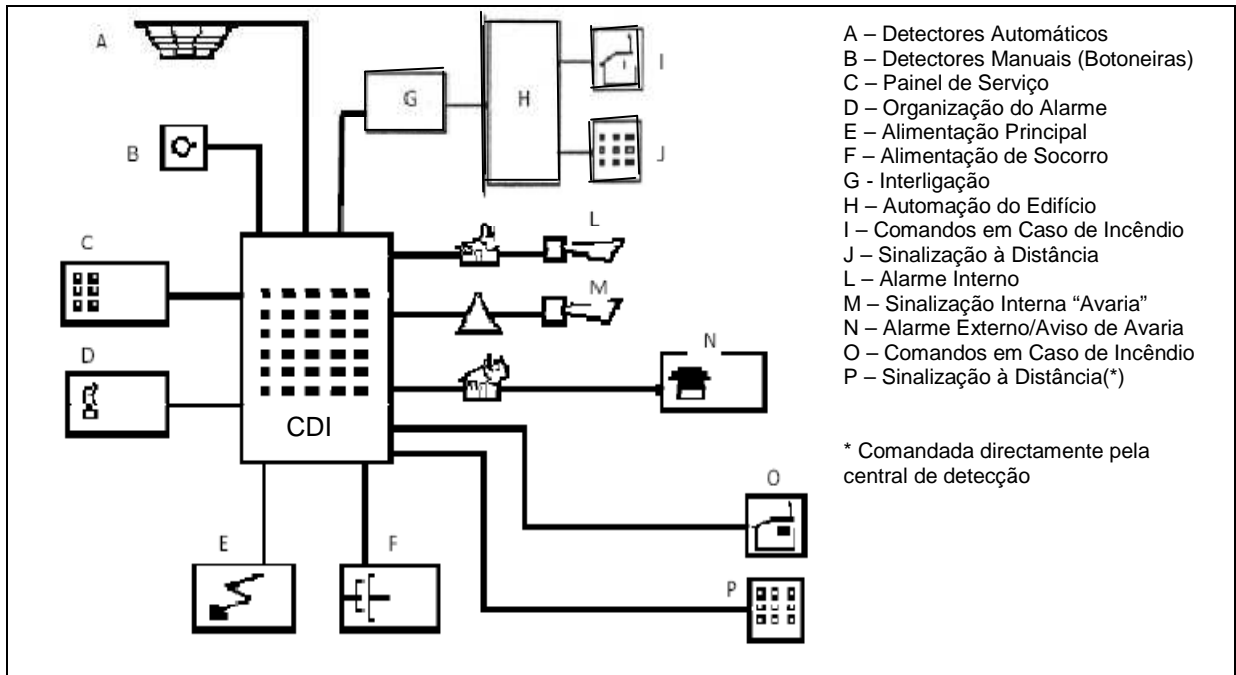 A
B
C
D
E
F
G
H
I
J
L
M
N
O
P
CDI
A – Detectores Automáticos
B – Detectores Manuais (Botoneiras)
C – Painel de Serviço
D – Organização do Alarme
E – Alimentação Principal
F – Alimentação de Socorro
G - Interligação
H – Automação do Edifício
I – Comandos em Caso de Incêndio
J – Sinalização à Distância
L – Alarme Interno
M – Sinalização Interna “Avaria”
N – Alarme Externo/Aviso de Avaria
O – Comandos em Caso de Incêndio
P – Sinalização à Distância(*)
* Comandada directamente pela
central de detecção